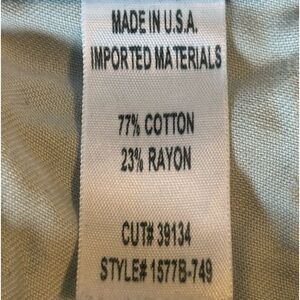 MADE IN U.S.A.
IMPORTED MATERIALS
77% COTTON
23% RAYON
CUT# 39134
STYLE# 1577B-749